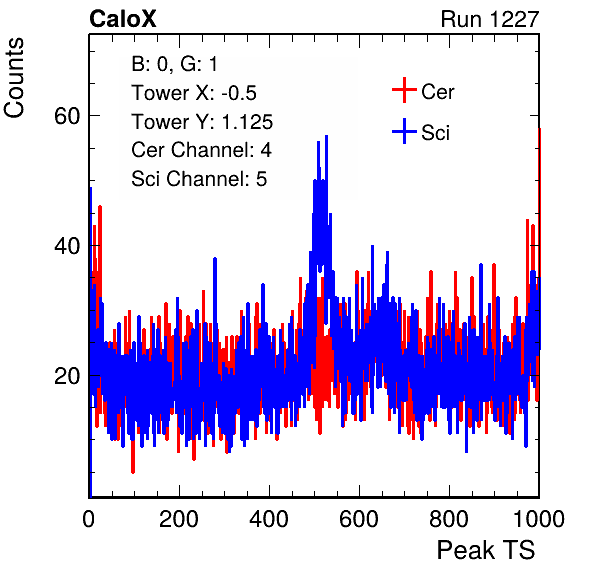 CaloX Run 1227
Counts
B: 0, G: 1
Tower X: -0.5
Tower Y: 1.125
Cer Channel: 4
Sci Channel: 5
Cer
Sci
60
40
20
0 200 400 600 800 1000
Peak TS